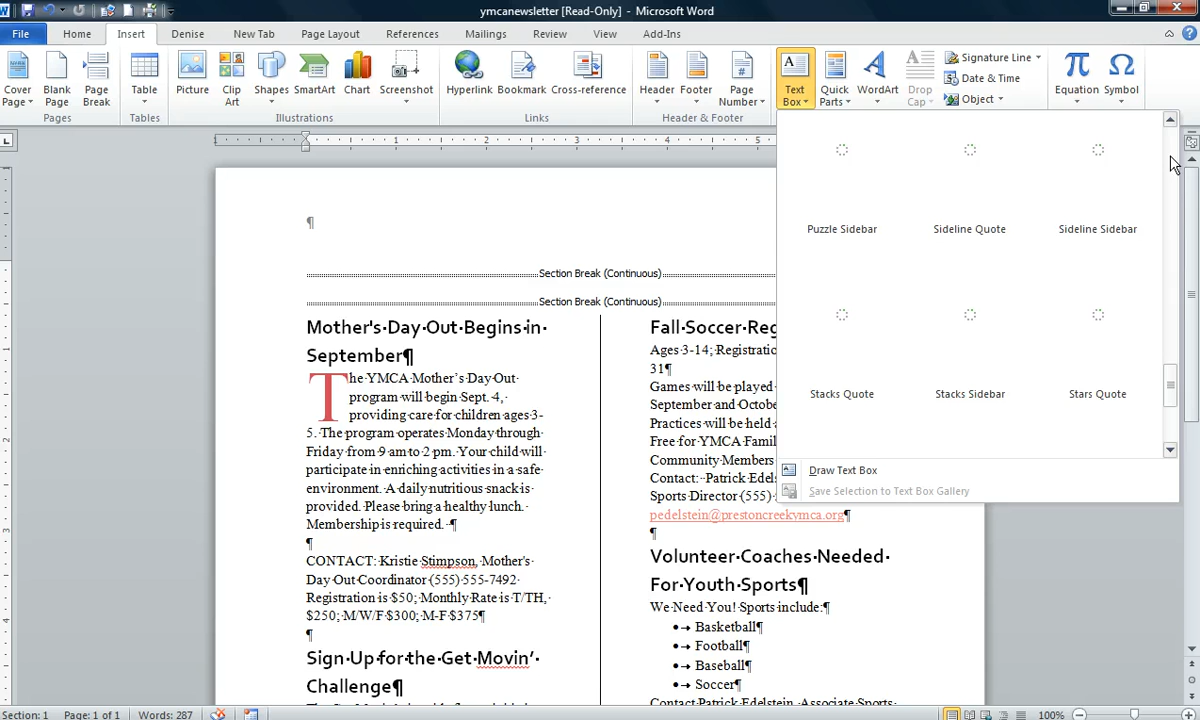 ymcanewsletter [Read-Only] - Microsoft Word
File Home Insert Denise New Tab Page Layout References Mailings Review View Add-Ins
Cover Page Blank Page Page Break Table Picture Clip Art Shapes SmartArt Chart Screenshot Hyperlink Bookmark Cross-reference Header Footer Page Number Text Box Quick Parts WordArt Drop Cap Signature Line Date & Time Object Equation Symbol
Pages Tables Illustrations Links Header & Footer
Puzzle Sidebar Sideline Quote Sideline Sidebar
Stacks Quote Stacks Sidebar Stars Quote
Draw Text Box
Save Selection to Text Box Gallery
1 1 2 3 4 5
1 2 3 4
¶
Section Break (Continuous)
Section Break (Continuous)
Mother's·Day·Out·Begins·in·
September¶
The·YMCA·Mother's·Day·Out·
program·will·begin·Sept.·4,·
providing·care·for·children·ages·3-
5.·The·program·operates·Monday·through·
Friday·from·9·am·to·2·pm.·Your·child·will·
participate·in·enriching·activities·in·a·safe·
environment.·A·daily·nutritious·snack·is·
provided.·Please·bring·a·healthy·lunch.·
Membership·is·required.·¶
¶
CONTACT:·Kristie·Stimpson,·Mother's·
Day·Out·Coordinator·(555)·555-7492·
Registration·is·$50;·Monthly·Rate·is·T/TH,·
$250;·M/W/F·$300;·M-F·$375¶
¶
Sign·Up·for·the·Get·Movin'·
Challenge¶
Fall·Soccer·Reg
Ages·3-14;·Registratio
31¶
Games·will·be·played
September·and·Octobe
Practices·will·be·held·
Free·for·YMCA·Famil
Community·Members
Contact:··Patrick·Edel
Sports·Director·(555)·
pedelstein@prestoncreekymca.org¶
¶
Volunteer·Coaches·Needed·
For·Youth·Sports¶
We·Need·You!·Sports·include:¶
•→Basketball¶
•→Football¶
•→Baseball¶
•→Soccer¶
Contact·Patrick·Edelstein,·Associate·Sports·
Section: 1 Page: 1 of 1 Words: 287 100%